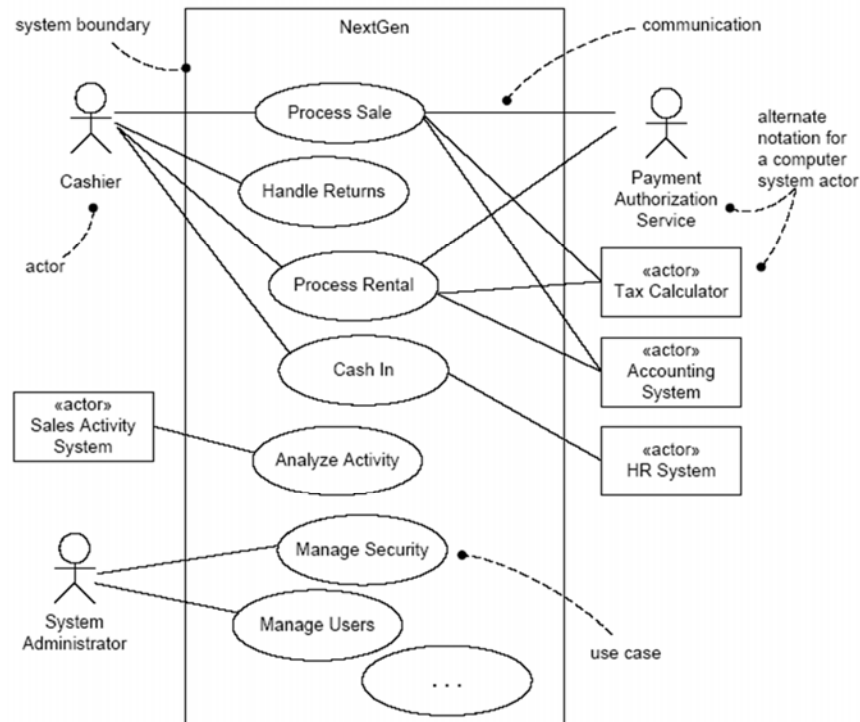 system boundary
NextGen
communication
Process Sale
alternate
notation for
a computer
system actor
Cashier
Handle Returns
Payment
Authorization
Service
actor
Process Rental
«actor»
Tax Calculator
Cash In
«actor»
Accounting
System
«actor»
Sales Activity
System
Analyze Activity
«actor»
HR System
Manage Security
System
Administrator
Manage Users
use case
. . .